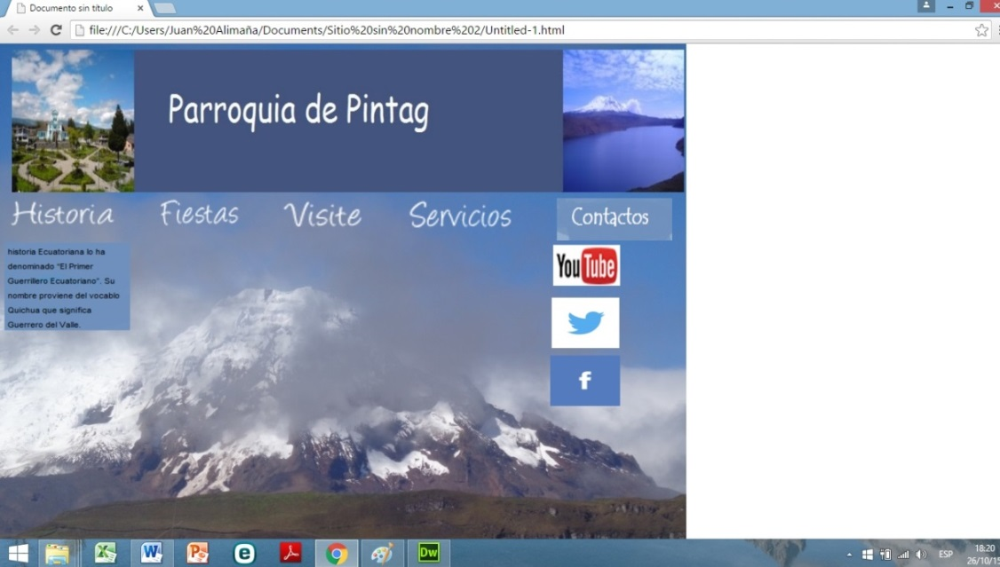 Documento sin título
file:///C:/Users/Juan%20Alimaña/Documents/Sitio%20sin%20nombre%202/Untitled-1.html
Parroquia de Pintag
Historia Fiestas Visite Servicios Contactos
historia Ecuatoriana lo ha
denominado "El Primer
Guerrillero Ecuatoriano". Su
nombre proviene del vocablo
Quichua que significa
Guerrero del Valle.
YouTube
f
X W P e Dw
ESP
18:20
26/10/15